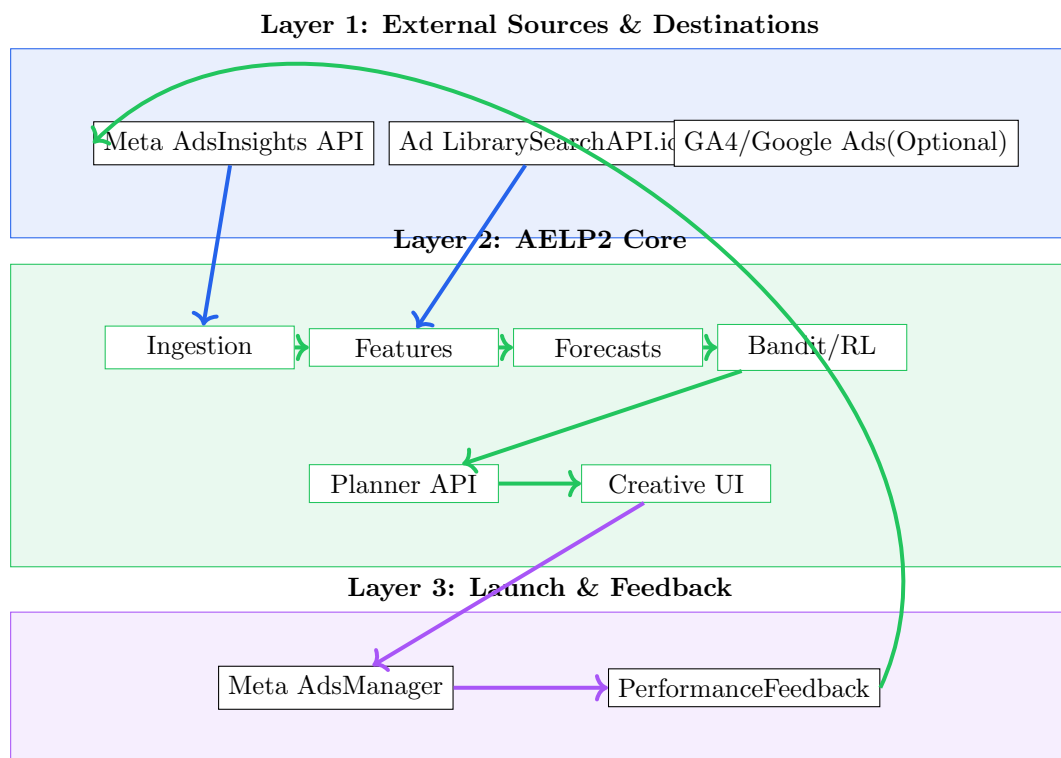 Layer 1: External Sources & Destinations
Meta AdsInsights API
Ad LibrarySearchAPI.io
GA4/Google Ads(Optional)
Layer 2: AELP2 Core
Ingestion
Features
Forecasts
Bandit/RL
Planner API
Creative UI
Layer 3: Launch & Feedback
Meta AdsManager
PerformanceFeedback